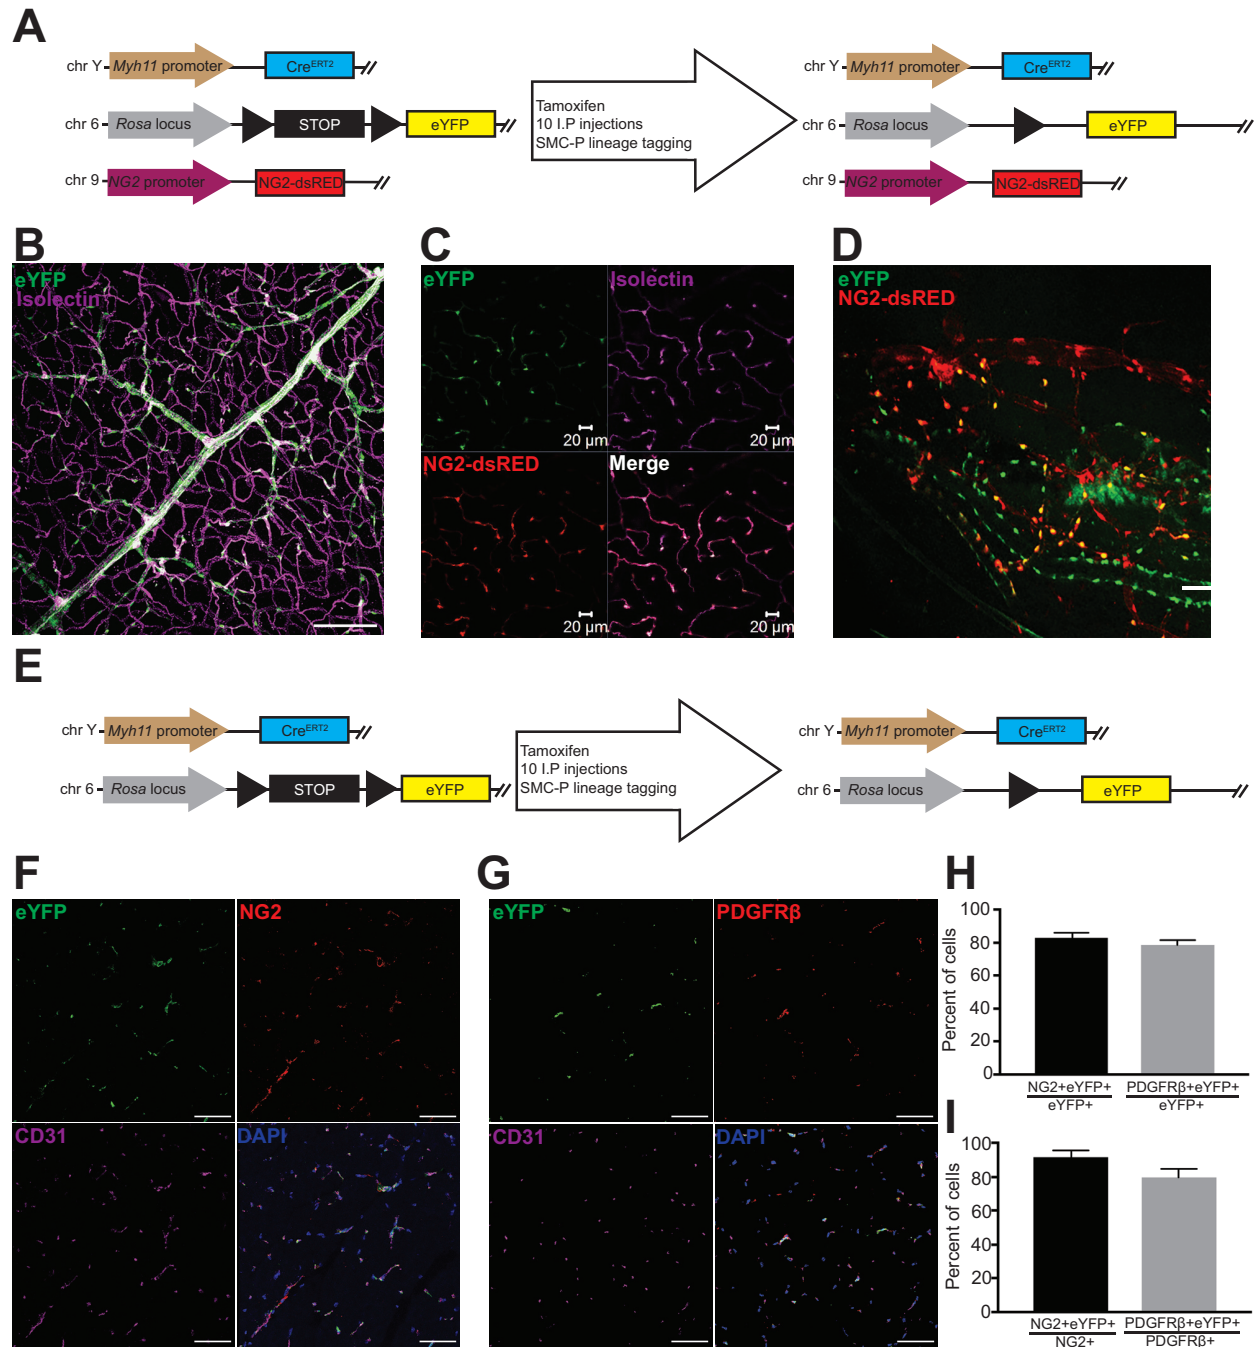 A
chr Y Myh11 promoter CreERT2
chr 6 Rosa locus STOP eYFP
chr 9 NG2 promoter NG2-dsRED
Tamoxifen
10 I.P injections
SMC-P lineage tagging
chr Y Myh11 promoter CreERT2
chr 6 Rosa locus eYFP
chr 9 NG2 promoter NG2-dsRED
B
eYFP
Isolectin
C
eYFP
20 µm
Isolectin
20 µm
NG2-dsRED
20 µm
Merge
20 µm
D
eYFP
NG2-dsRED
E
chr Y Myh11 promoter CreERT2
chr 6 Rosa locus STOP eYFP
Tamoxifen
10 I.P injections
SMC-P lineage tagging
chr Y Myh11 promoter CreERT2
chr 6 Rosa locus eYFP
F
eYFP
NG2
CD31
DAPI
G
eYFP
PDGFRβ
CD31
DAPI
H
Percent of cells
100
80
60
40
20
0
NG2+eYFP+
eYFP+
PDGFRβ+eYFP+
eYFP+
I
Percent of cells
100
80
60
40
20
0
NG2+eYFP+
NG2+
PDGFRβ+eYFP+
PDGFRβ+